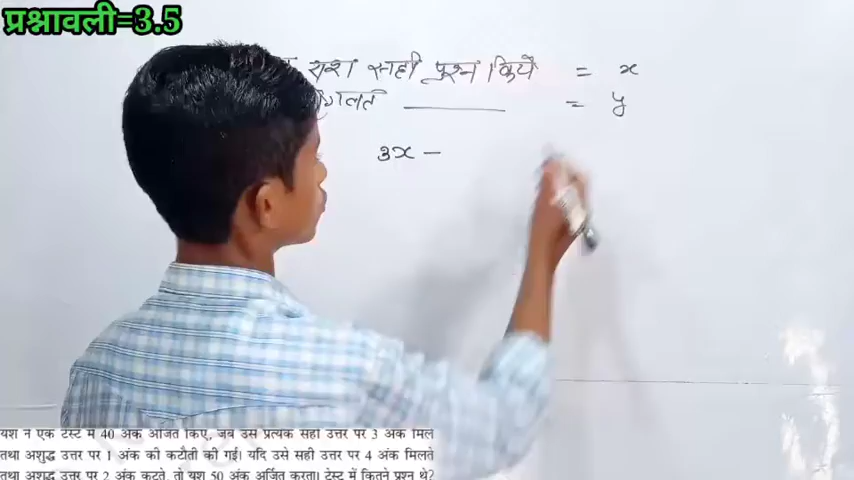 प्रश्नावली=3.5
यश सही प्रश्न किये = x
गलत = y
3x -
यश ने एक टेस्ट में 40 अंक अर्जित किए, जब उसे प्रत्येक सही उत्तर पर 3 अंक मिले
तथा अशुद्ध उत्तर पर 1 अंक की कटौती की गई। यदि उसे सही उत्तर पर 4 अंक मिलते
तथा अशुद्ध उत्तर पर 2 अंक कटते, तो यश 50 अंक अर्जित करता। टेस्ट में कितने प्रश्न थे?